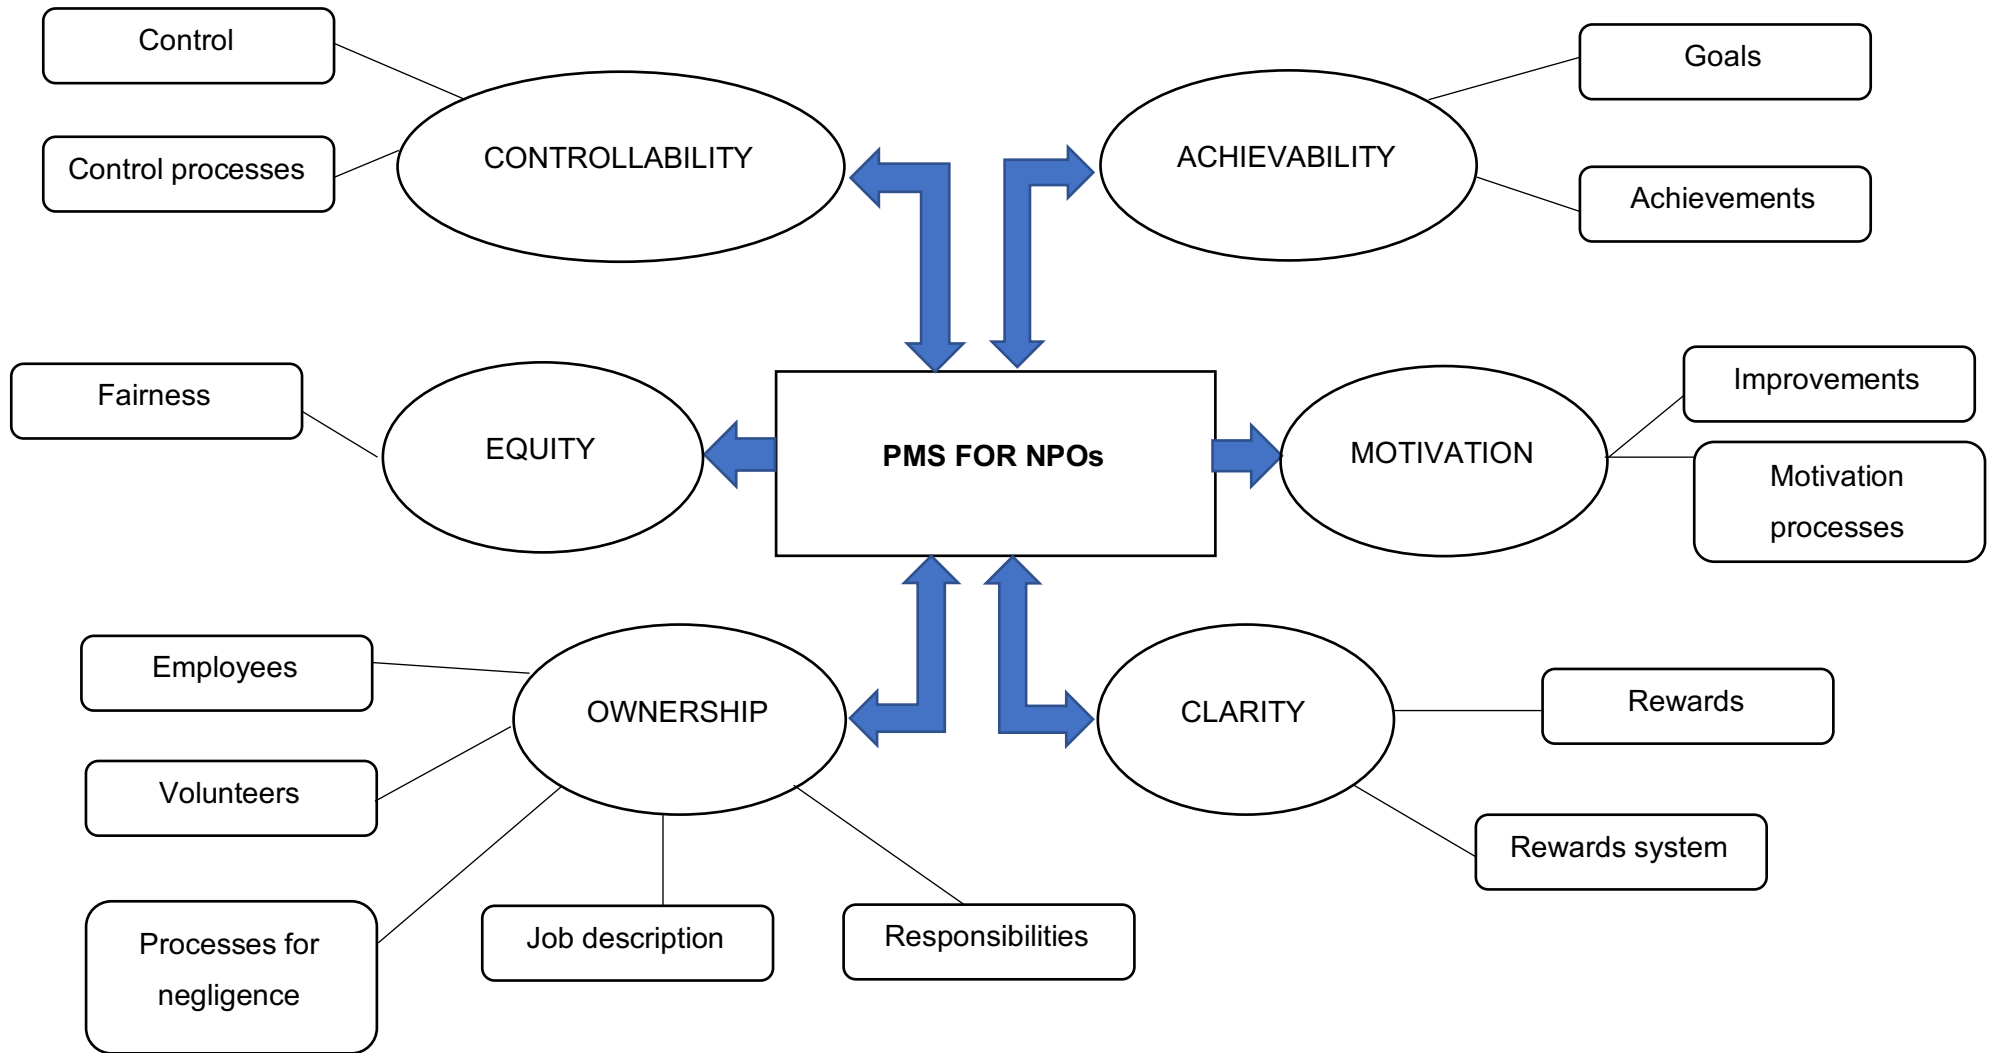 Control
Goals
CONTROLLABILITY
ACHIEVABILITY
Control processes
Achievements
Fairness
Improvements
EQUITY
PMS FOR NPOs
MOTIVATION
Motivation
processes
Employees
OWNERSHIP
CLARITY
Rewards
Volunteers
Rewards system
Processes for
negligence
Job description
Responsibilities